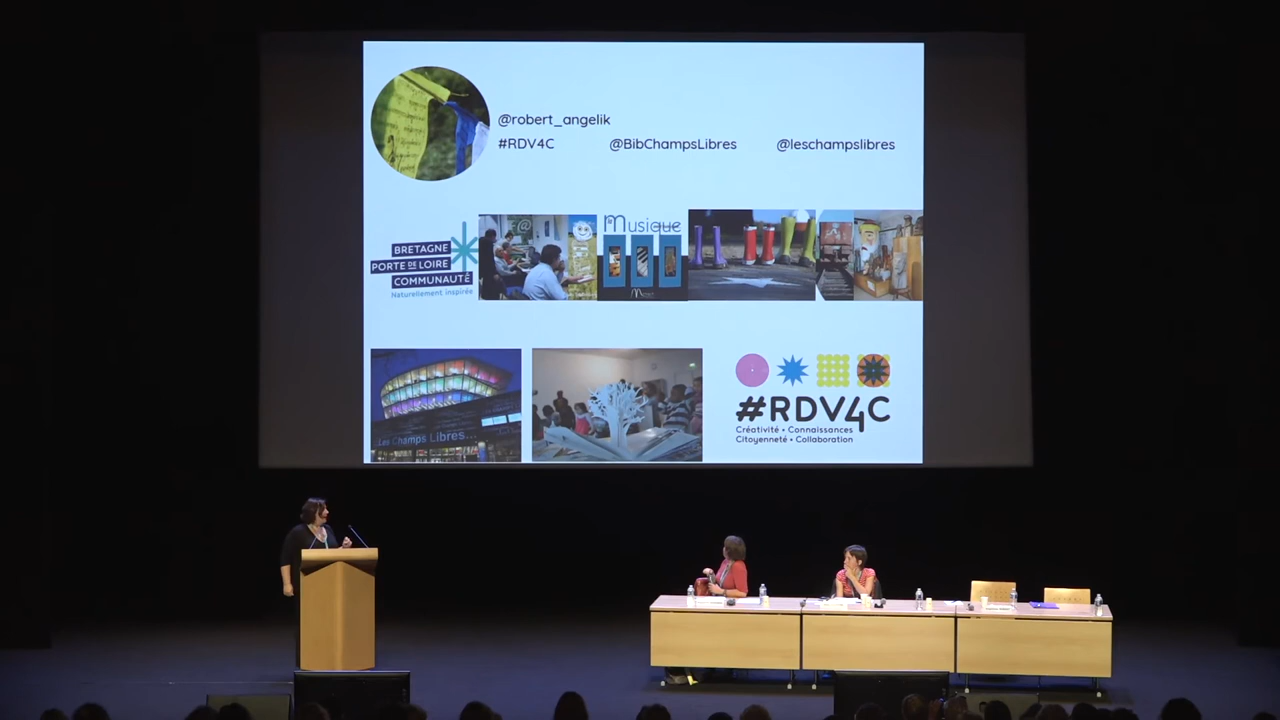 @robert_angelik
#RDV4C @BibChampsLibres @leschampslibres
BRETAGNE
PORTE DE LOIRE
COMMUNAUTÉ
Naturellement inspirée
Musique
Les Champs Libres...
#RDV4C
Créativité • Connaissances
Citoyenneté • Collaboration